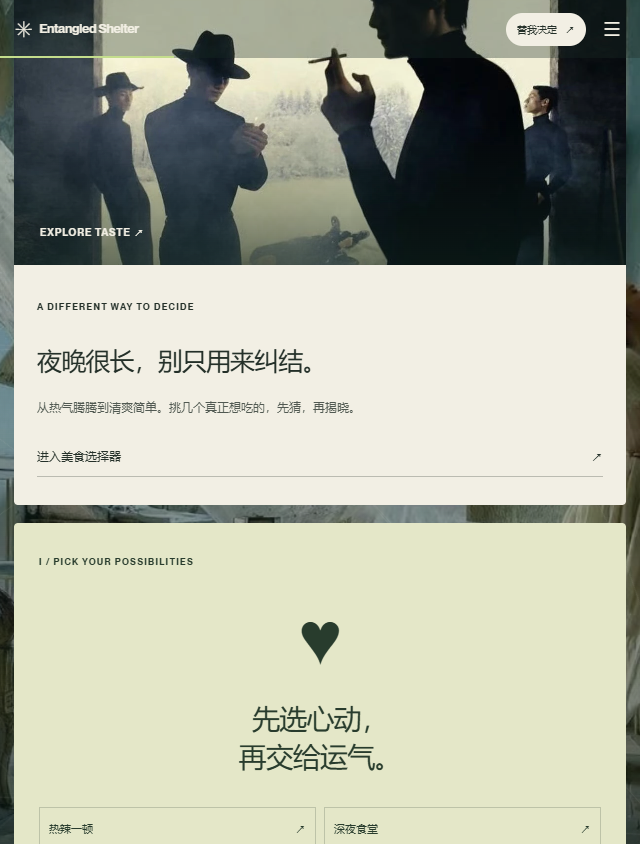 Entangled Shelter
替我决定 ↗
EXPLORE TASTE ↗
A DIFFERENT WAY TO DECIDE
夜晚很长，别只用来纠结。
从热气腾腾到清爽简单。挑几个真正想吃的，先猜，再揭晓。
进入美食选择器 ↗
I / PICK YOUR POSSIBILITIES
先选心动，
再交给运气。
热辣一顿 ↗
深夜食堂 ↗